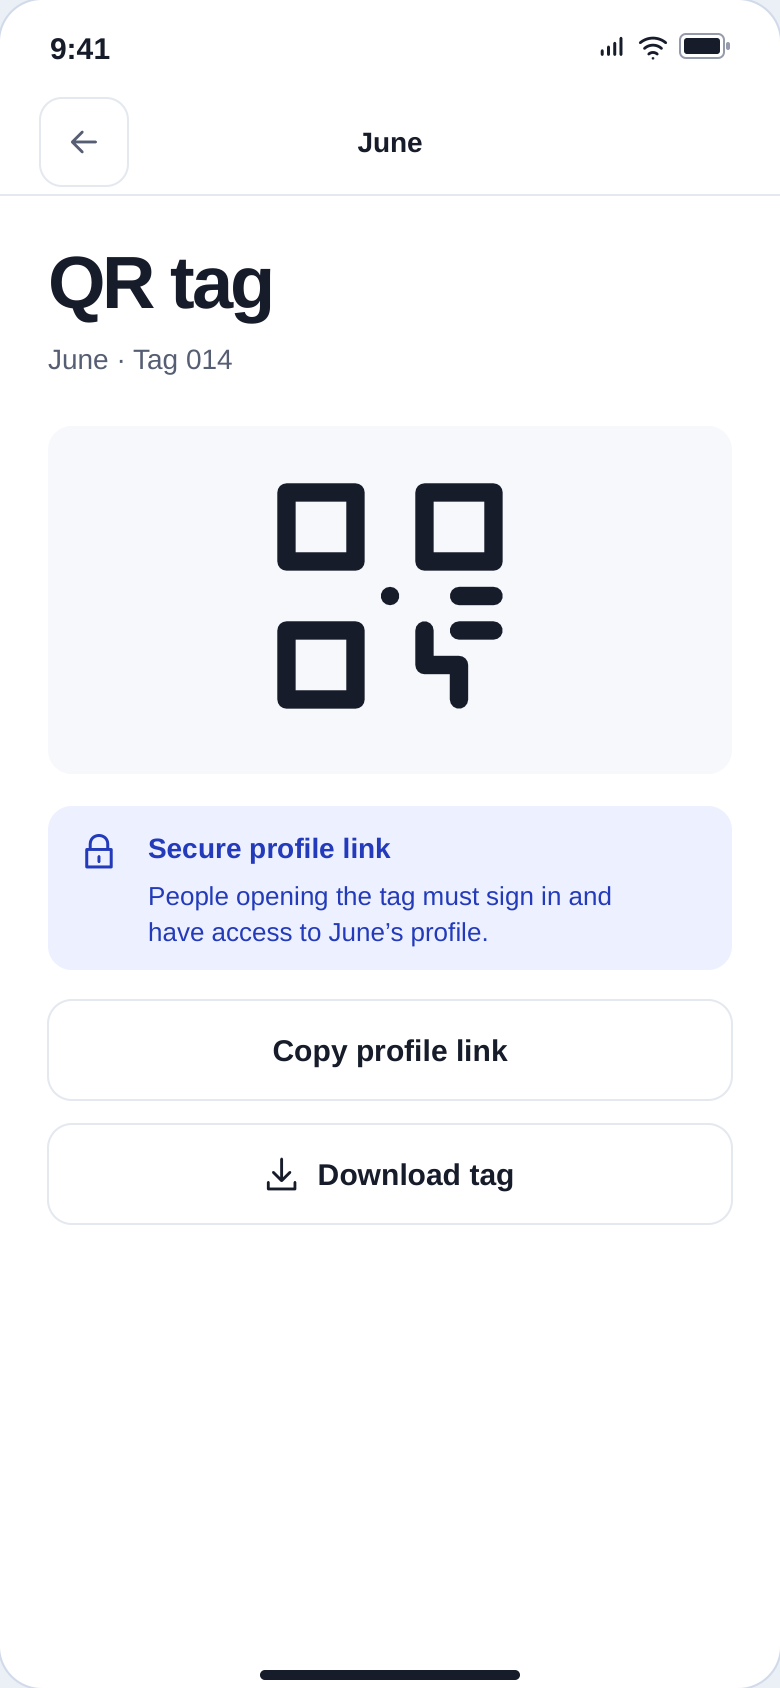 9:41
June
QR tag
June · Tag 014
Secure profile link
People opening the tag must sign in and
have access to June’s profile.
Copy profile link
Download tag